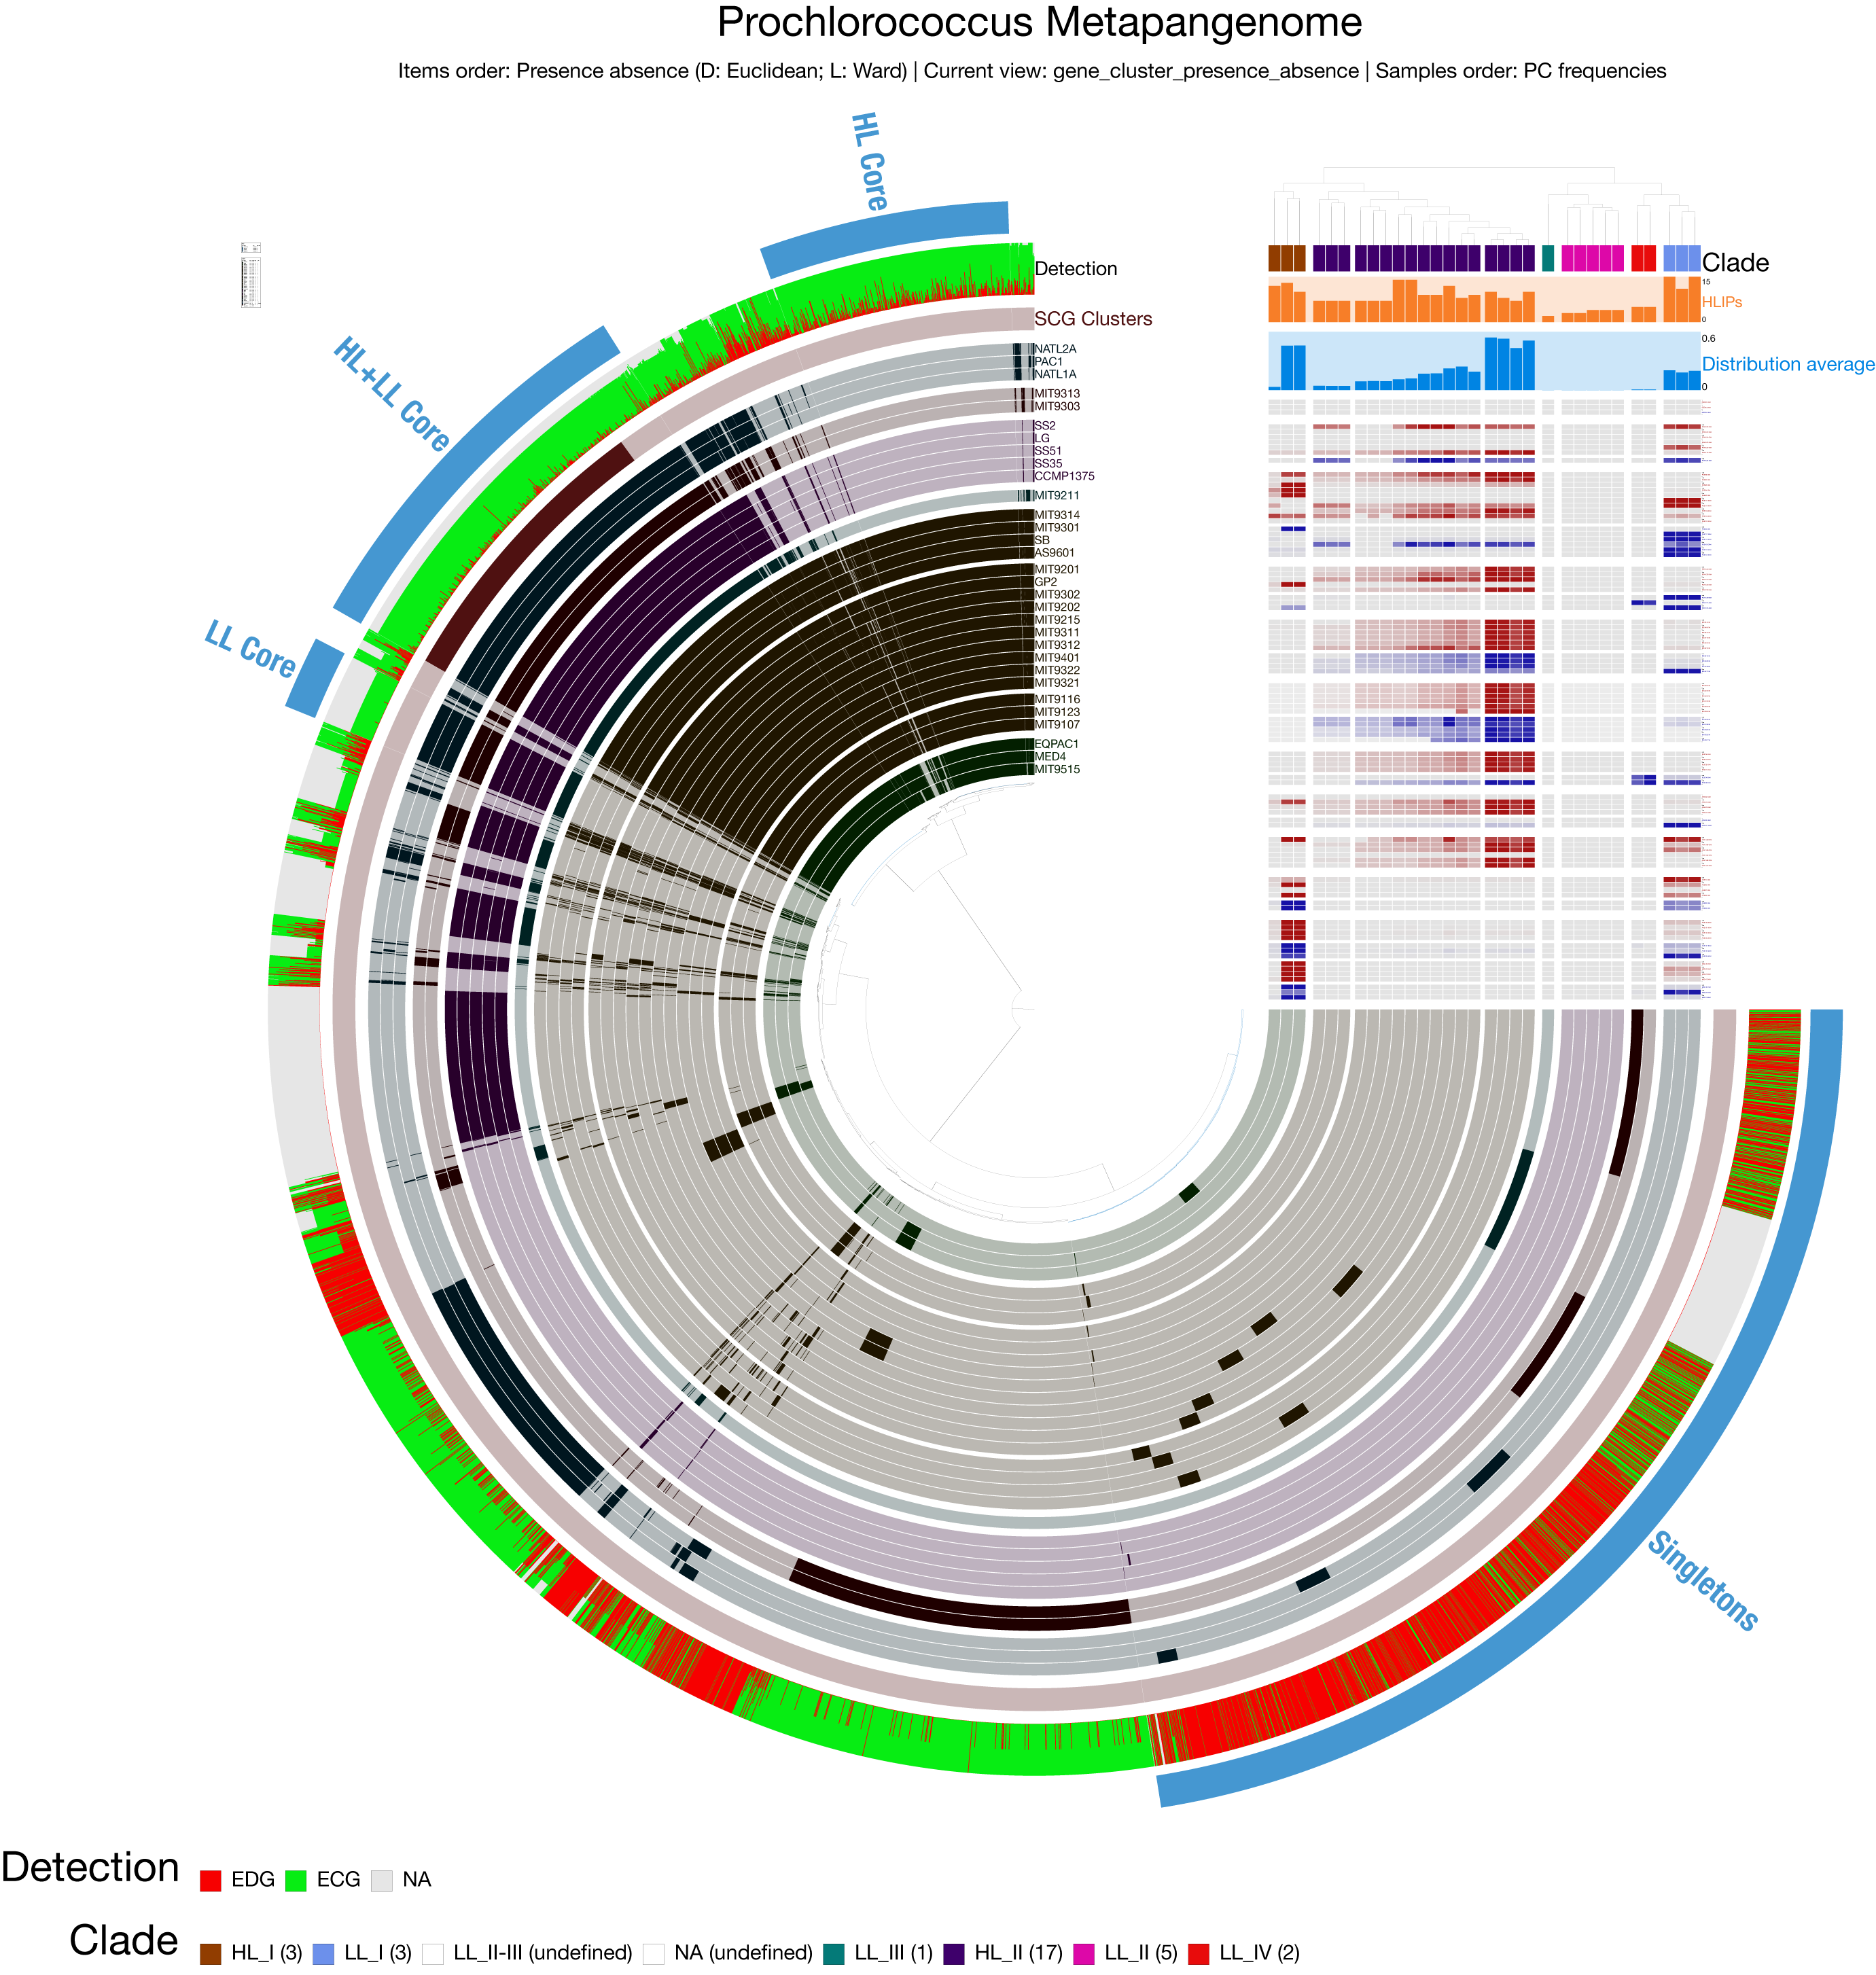 Prochlorococcus Metapangenome
Items order: Presence absence (D: Euclidean; L: Ward) | Current view: gene_cluster_presence_absence | Samples order: PC frequencies
HL Core
HL+LL Core
LL Core
Singletons
Detection
SCG Clusters
NATL2A
PAC1
NATL1A
MIT9313
MIT9303
SS2
LG
SS51
SS35
CCMP1375
MIT9211
MIT9314
MIT9301
SB
AS9601
MIT9201
GP2
MIT9302
MIT9202
MIT9215
MIT9311
MIT9312
MIT9401
MIT9322
MIT9321
MIT9116
MIT9123
MIT9107
EQPAC1
MED4
MIT9515
Clade
15
HLIPs
0
0.6
Distribution average
0
Detection EDG ECG NA
Clade HL_I (3) LL_I (3) LL_II-III (undefined) NA (undefined) LL_III (1) HL_II (17) LL_II (5) LL_IV (2)